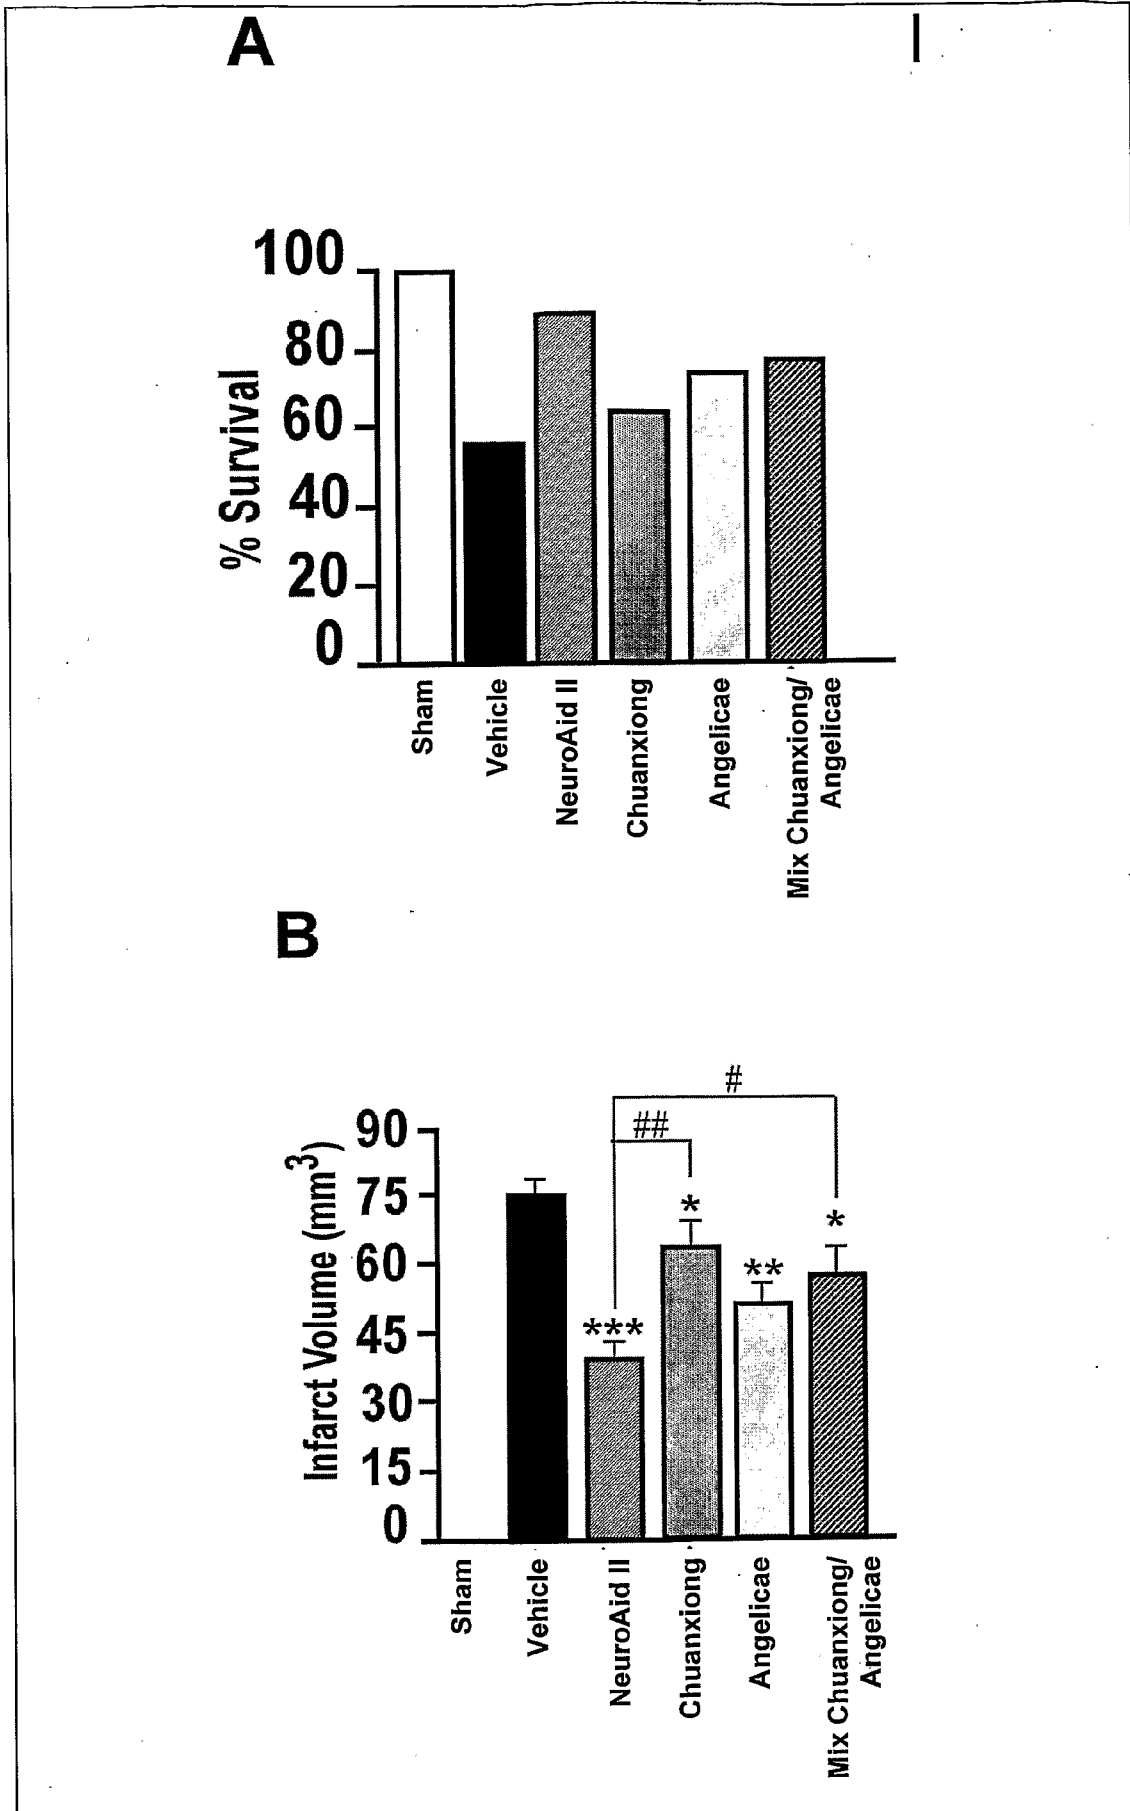 A
100
80
60
40
20
0
% Survival
Sham
Vehicle
NeuroAid II
Chuanxiong
Angelicae
Mix Chuanxiong/
Angelicae
B
#
##
90
75
60
45
30
15
0
Infarct Volume (mm³)
***
*
**
*
Sham
Vehicle
NeuroAid II
Chuanxiong
Angelicae
Mix Chuanxiong/
Angelicae